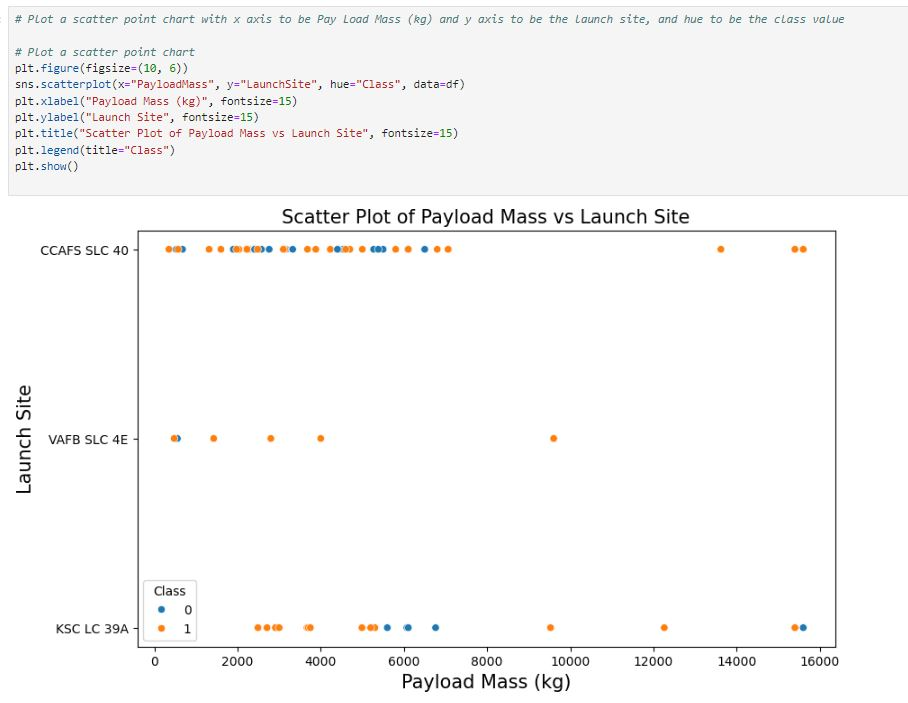 # Plot a scatter point chart with x axis to be Pay Load Mass (kg) and y axis to be the launch site, and hue to be the class value
# Plot a scatter point chart
plt.figure(figsize=(10, 6))
sns.scatterplot(x="PayloadMass", y="LaunchSite", hue="Class", data=df)
plt.xlabel("Payload Mass (kg)", fontsize=15)
plt.ylabel("Launch Site", fontsize=15)
plt.title("Scatter Plot of Payload Mass vs Launch Site", fontsize=15)
plt.legend(title="Class")
plt.show()
Scatter Plot of Payload Mass vs Launch Site
CCAFS SLC 40
VAFB SLC 4E
Launch Site
Class
0
1
KSC LC 39A
0 2000 4000 6000 8000 10000 12000 14000 16000
Payload Mass (kg)